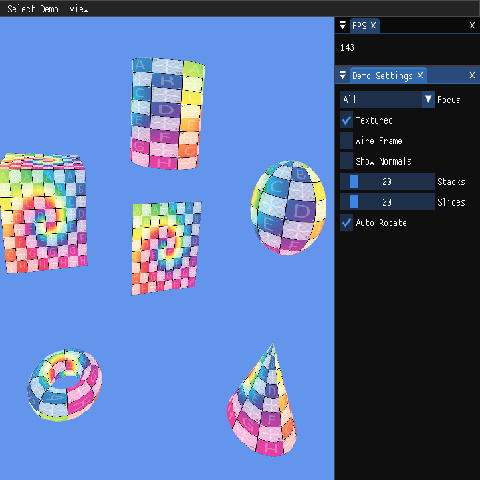 Select Demo View
FPS X X
143
Demo Settings X X
All Focus
Textured
Wire Frame
Show Normals
20 Stacks
20 Slices
Auto Rotate